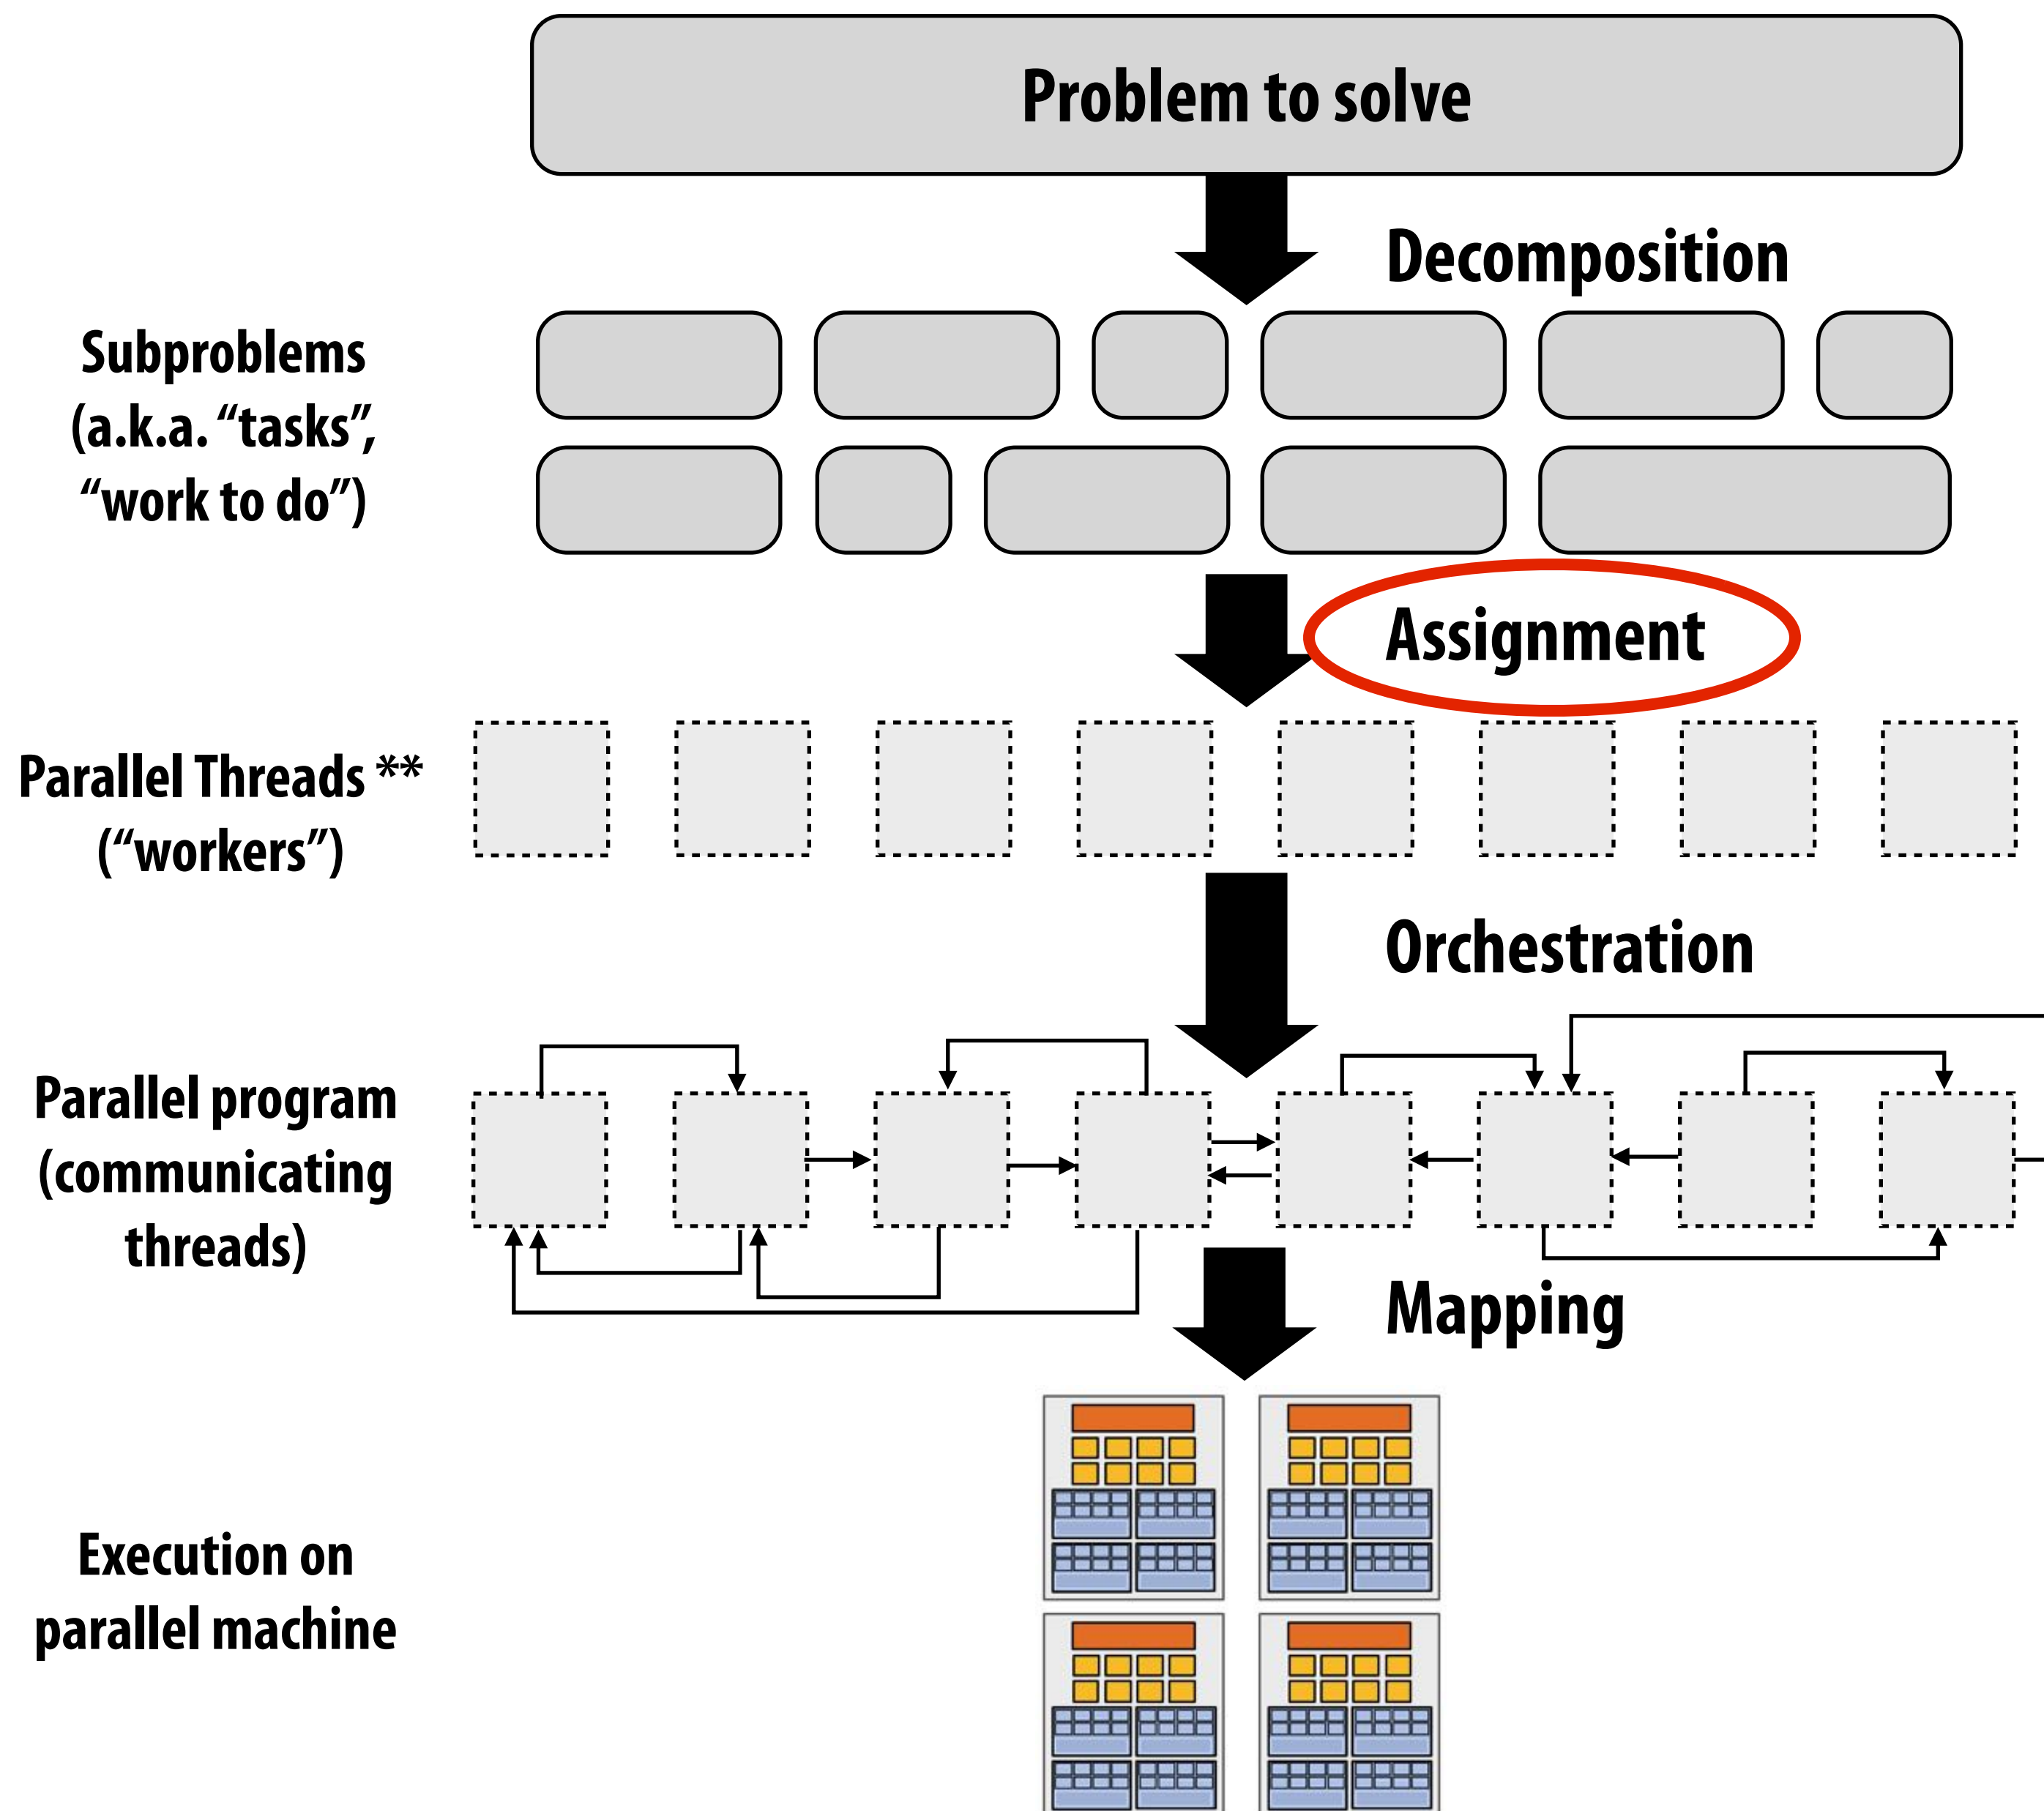 Problem to solve
Decomposition
Subproblems
(a.k.a. “tasks”,
“work to do”)
Assignment
Parallel Threads **
(“workers”)
Orchestration
Parallel program
(communicating
threads)
Mapping
Execution on
parallel machine